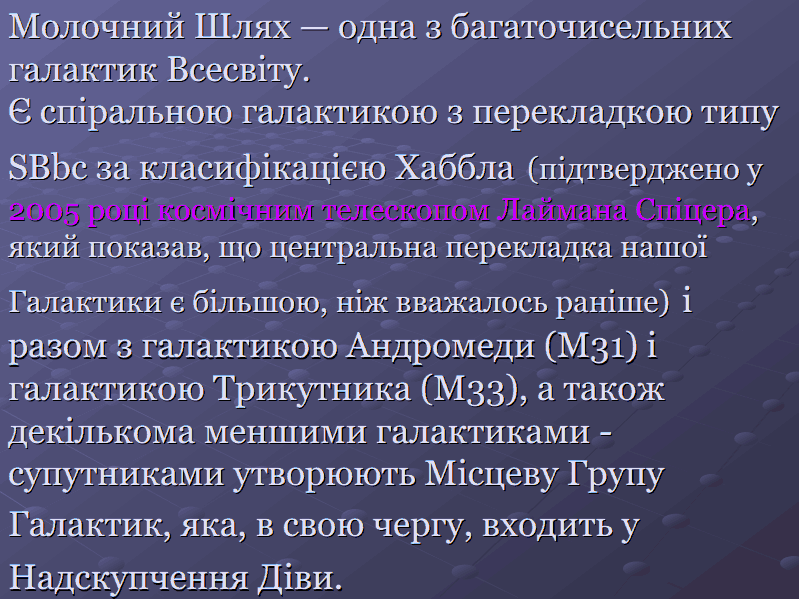 Молочний Шлях — одна з багаточисельних
галактик Всесвіту.
Є спіральною галактикою з перекладкою типу
SBbc за класифікацією Хаббла (підтверджено у
2005 році космічним телескопом Лаймана Спіцера,
який показав, що центральна перекладка нашої
Галактики є більшою, ніж вважалось раніше) і
разом з галактикою Андромеди (М31) і
галактикою Трикутника (М33), а також
декількома меншими галактиками -
супутниками утворюють Місцеву Групу
Галактик, яка, в свою чергу, входить у
Надскупчення Діви.